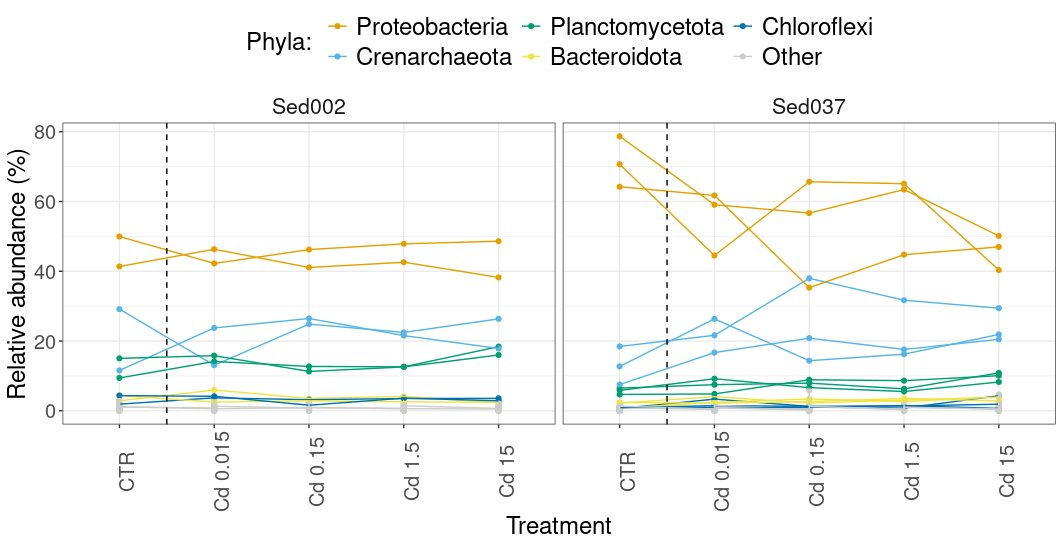 Phyla:
Proteobacteria Planctomycetota Chloroflexi
Crenarchaeota Bacteroidota Other
Sed002 Sed037
Relative abundance (%)
80
60
40
20
0
CTR Cd 0.015 Cd 0.15 Cd 1.5 Cd 15 CTR Cd 0.015 Cd 0.15 Cd 1.5 Cd 15
Treatment